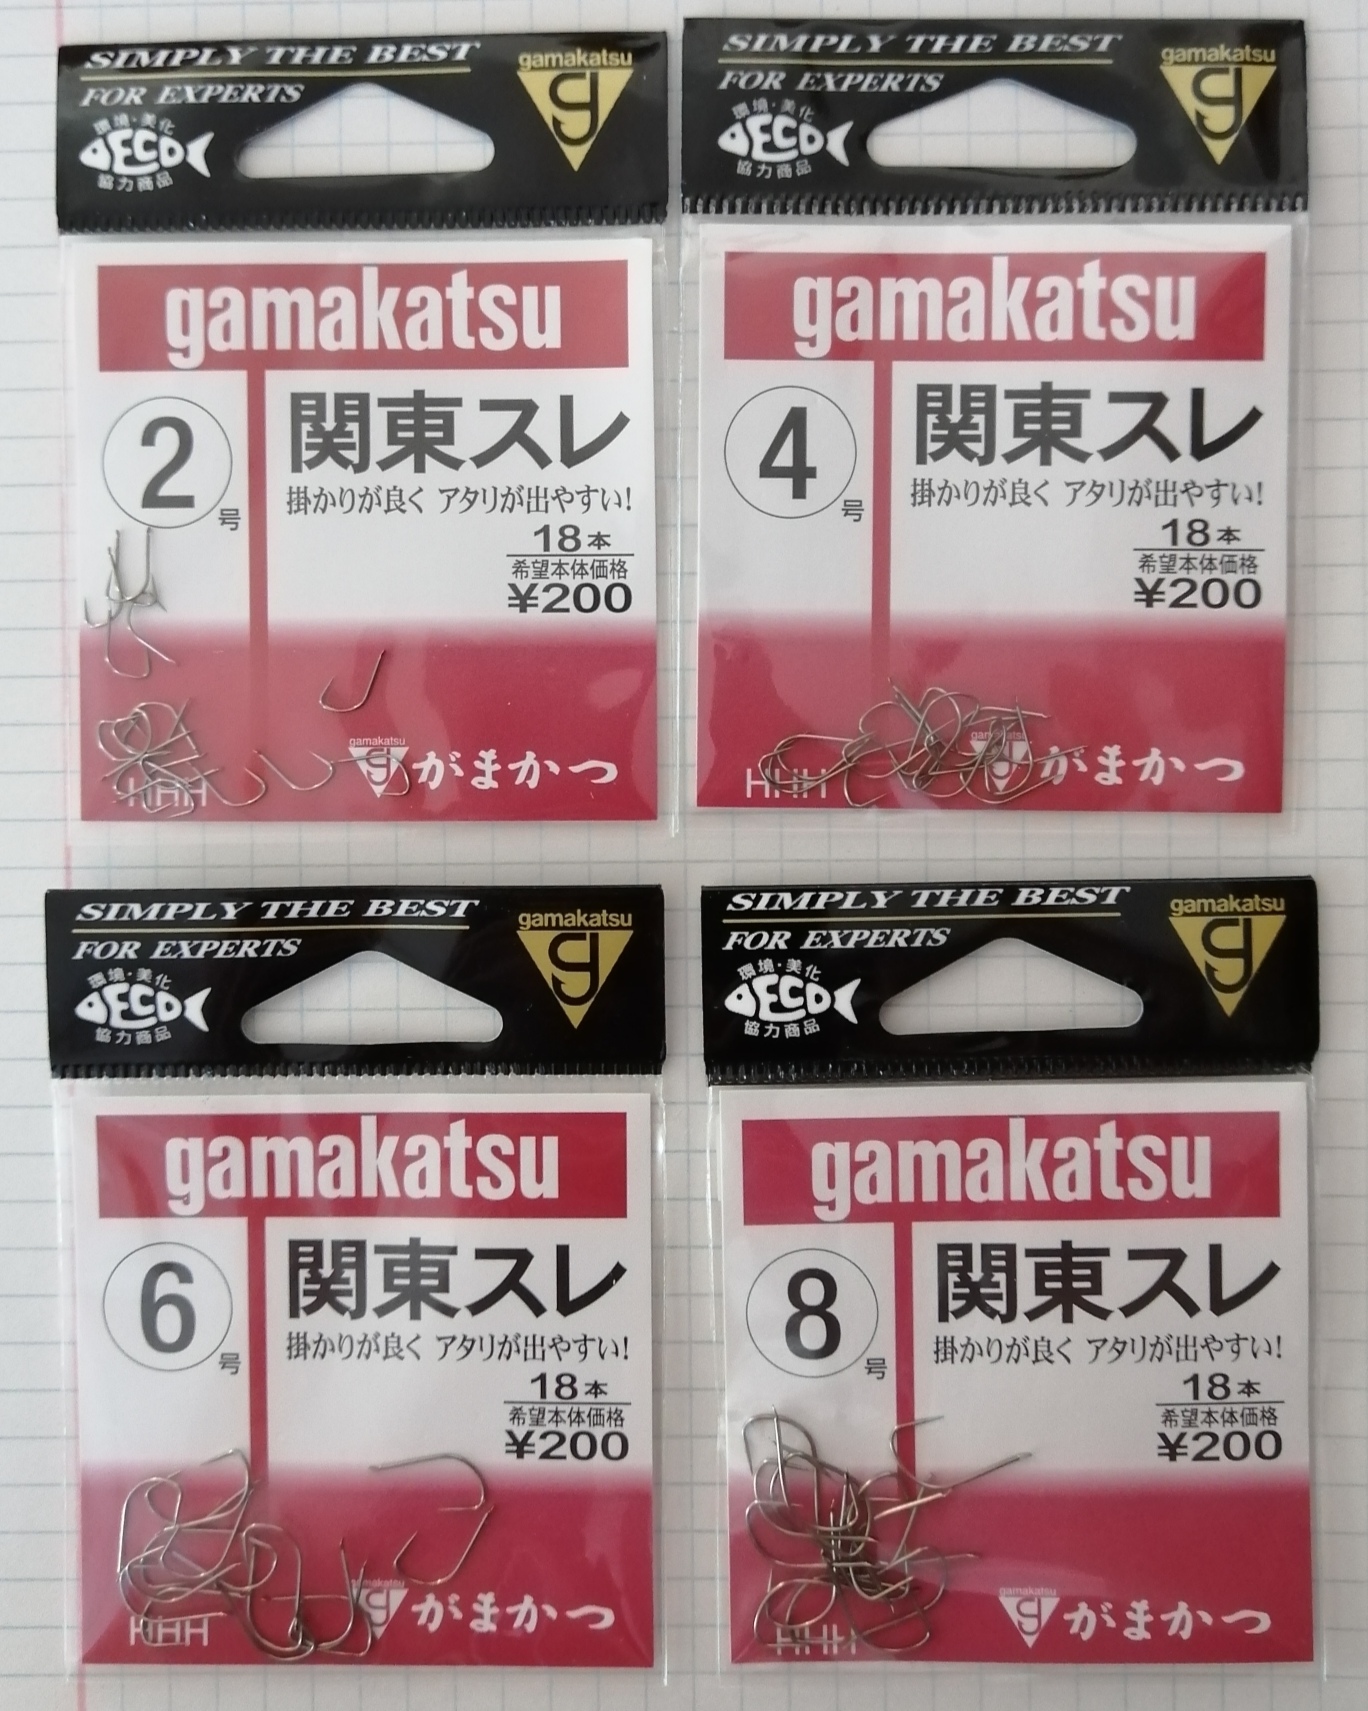 SIMPLY THE BEST
FOR EXPERTS
gamakatsu
環境・美化
ECO
協力商品
gamakatsu
2号
関東スレ
掛かりが良く アタリが出やすい!
18本
希望本体価格
¥200
gamakatsu
がまかつ
HHH
SIMPLY THE BEST
FOR EXPERTS
gamakatsu
環境・美化
ECO
協力商品
gamakatsu
4号
関東スレ
掛かりが良く アタリが出やすい!
18本
希望本体価格
¥200
gamakatsu
がまかつ
HHH
SIMPLY THE BEST
FOR EXPERTS
gamakatsu
環境・美化
ECO
協力商品
gamakatsu
6号
関東スレ
掛かりが良く アタリが出やすい!
18本
希望本体価格
¥200
gamakatsu
がまかつ
HHH
SIMPLY THE BEST
FOR EXPERTS
gamakatsu
環境・美化
ECO
協力商品
gamakatsu
8号
関東スレ
掛かりが良く アタリが出やすい!
18本
希望本体価格
¥200
gamakatsu
がまかつ
HHH